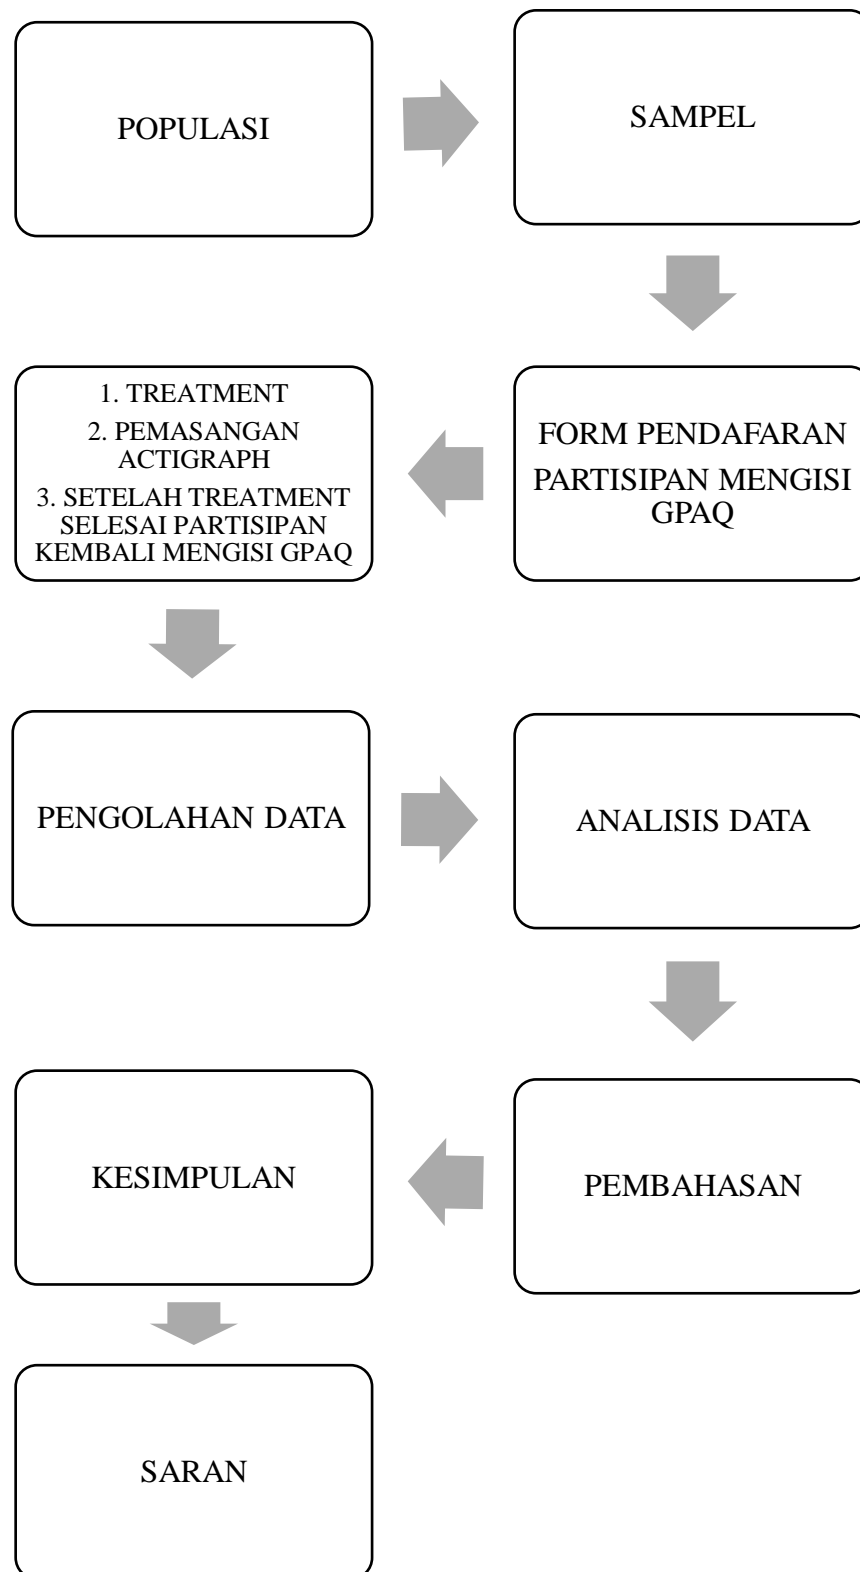 POPULASI
SAMPEL
FORM PENDAFARAN
PARTISIPAN MENGISI
GPAQ
1. TREATMENT
2. PEMASANGAN
ACTIGRAPH
3. SETELAH TREATMENT
SELESAI PARTISIPAN
KEMBALI MENGISI GPAQ
PENGOLAHAN DATA
ANALISIS DATA
PEMBAHASAN
KESIMPULAN
SARAN